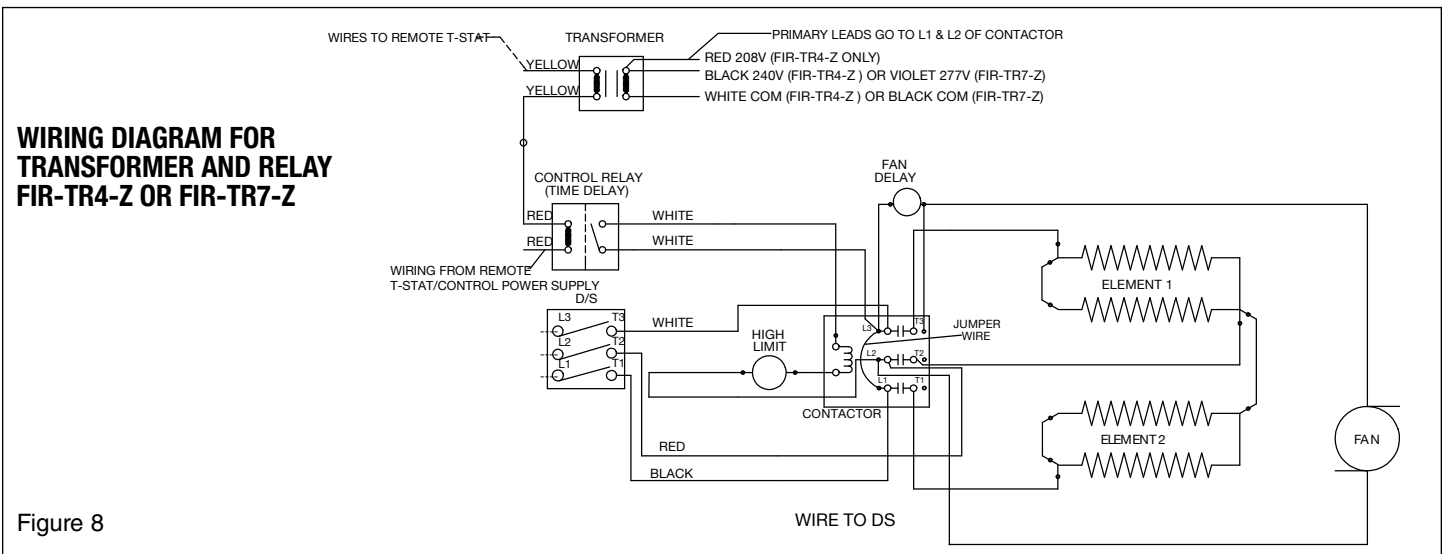 WIRES TO REMOTE T-STAT
TRANSFORMER
PRIMARY LEADS GO TO L1 & L2 OF CONTACTOR
RED 208V (FIR-TR4-Z ONLY)
YELLOW
BLACK 240V (FIR-TR4-Z ) OR VIOLET 277V (FIR-TR7-Z)
YELLOW
WHITE COM (FIR-TR4-Z ) OR BLACK COM (FIR-TR7-Z)
WIRING DIAGRAM FOR
TRANSFORMER AND RELAY
FIR-TR4-Z OR FIR-TR7-Z
CONTROL RELAY
(TIME DELAY)
FAN
DELAY
RED
WHITE
RED
WHITE
WIRING FROM REMOTE
T-STAT/CONTROL POWER SUPPLY
D/S
L3 T3
L2 T2
L1 T1
WHITE
HIGH
LIMIT
L3 T3
L2 T2
L1 T1
JUMPER
WIRE
CONTACTOR
ELEMENT 1
ELEMENT 2
FAN
RED
BLACK
Figure 8
WIRE TO DS